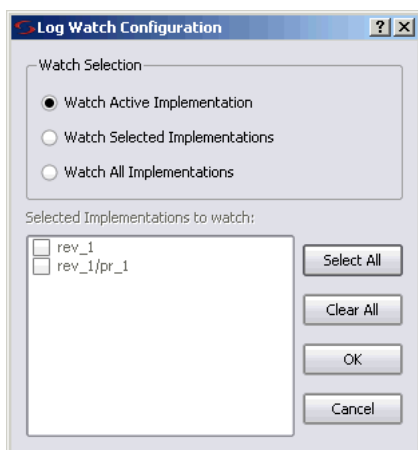 Log Watch Configuration
Watch Selection
Watch Active Implementation
Watch Selected Implementations
Watch All Implementations
Selected Implementations to watch:
rev_1
rev_1/pr_1
Select All
Clear All
OK
Cancel